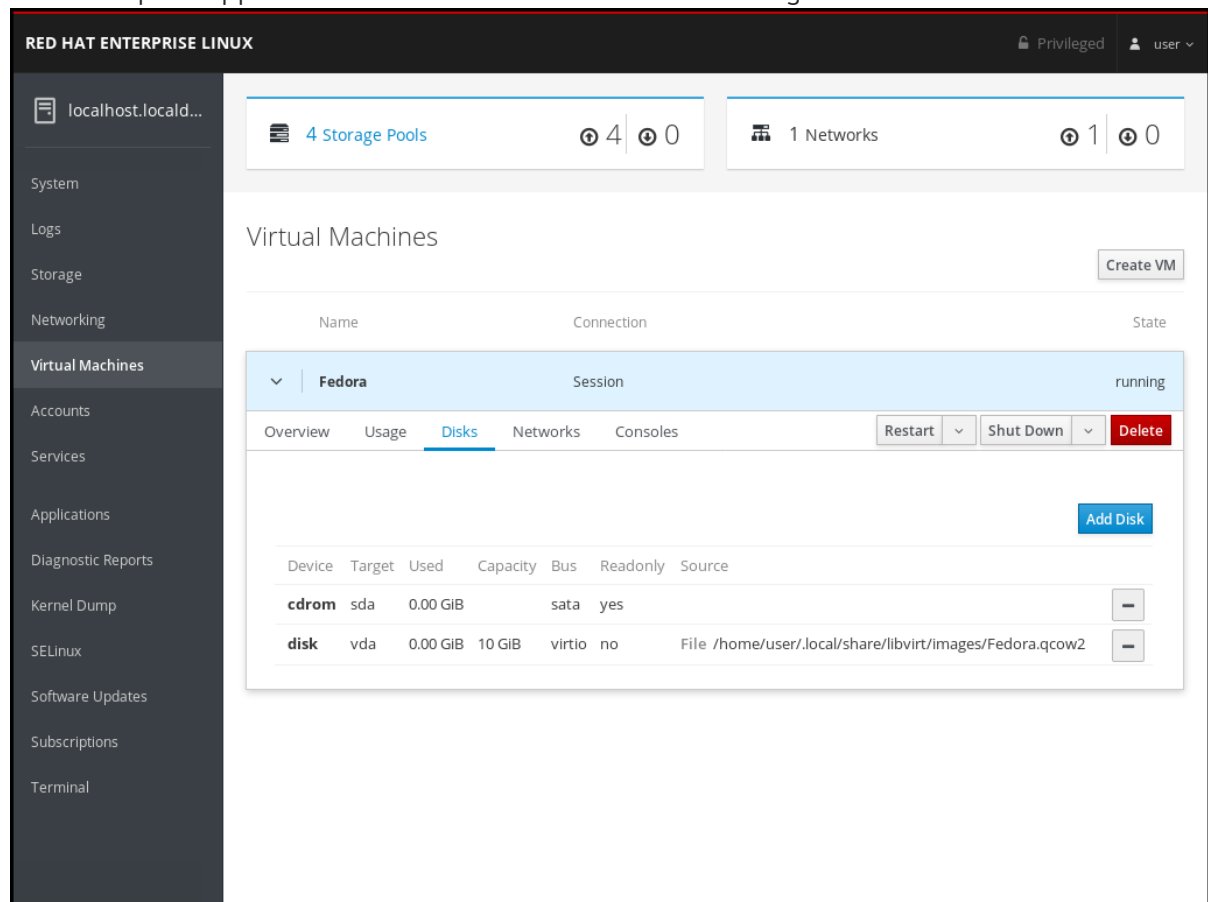 RED HAT ENTERPRISE LINUX Privileged user
localhost.locald...
4 Storage Pools 4 0 1 Networks 1 0
System
Logs
Storage
Networking
Virtual Machines
Accounts
Services
Applications
Diagnostic Reports
Kernel Dump
SELinux
Software Updates
Subscriptions
Terminal
Virtual Machines
Create VM
Name Connection State
Fedora Session running
Overview Usage Disks Networks Consoles Restart Shut Down Delete
Add Disk
Device Target Used Capacity Bus Readonly Source
cdrom sda 0.00 GiB sata yes
disk vda 0.00 GiB 10 GiB virtio no File /home/user/.local/share/libvirt/images/Fedora.qcow2